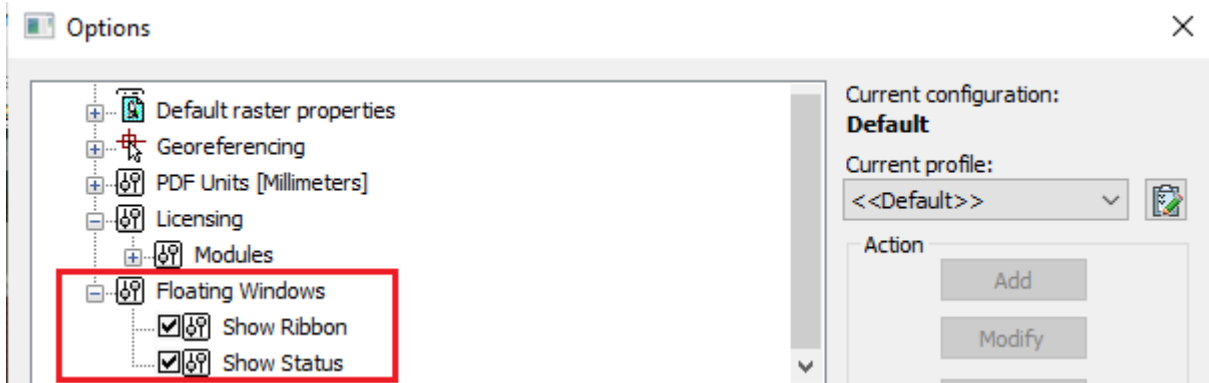 Options
Default raster properties
Georeferencing
PDF Units [Millimeters]
Licensing
Modules
Floating Windows
Show Ribbon
Show Status
Current configuration:
Default
Current profile:
<<Default>>
Action
Add
Modify